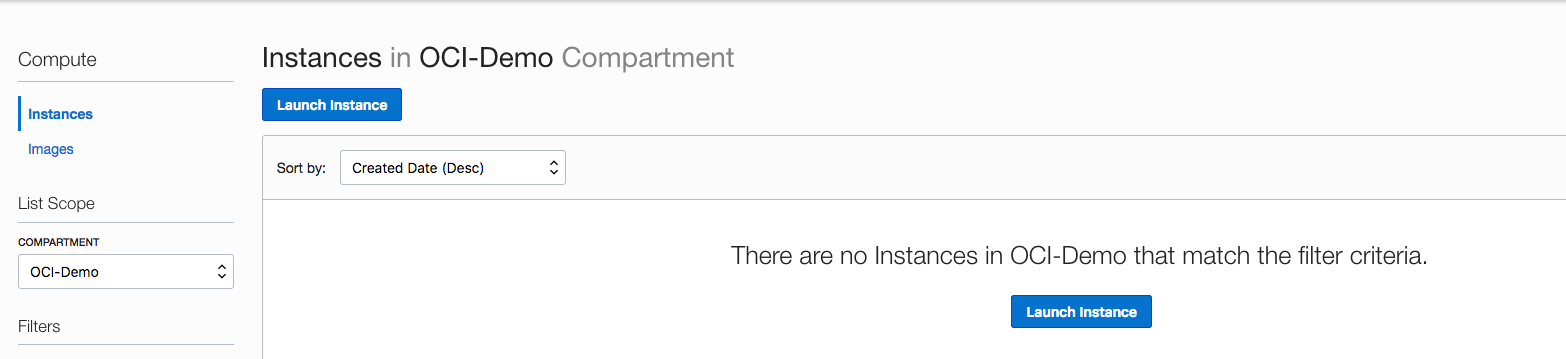 Compute
Instances
Images
List Scope
COMPARTMENT
OCI-Demo
Filters
Instances in OCI-Demo Compartment
Launch Instance
Sort by: Created Date (Desc)
There are no Instances in OCI-Demo that match the filter criteria.
Launch Instance